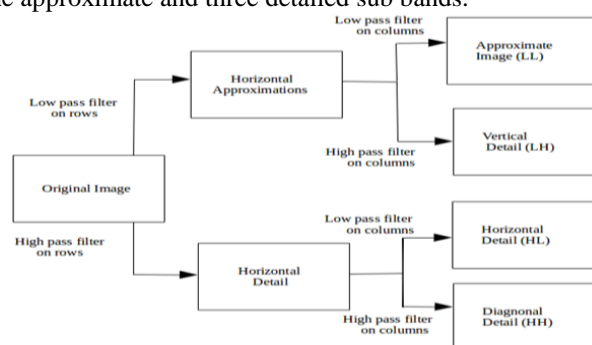 e approximate and three detailed sub bands.
Low pass filter
on columns
Approximate
Image (LL)
Horizontal
Approximations
Low pass filter
on rows
High pass filter
on columns
Vertical
Detail (LH)
Original Image
Low pass filter
on columns
Horizontal
Detail (HL)
High pass filter
on rows
Horizontal
Detail
High pass filter
on columns
Diagnonal
Detail (HH)